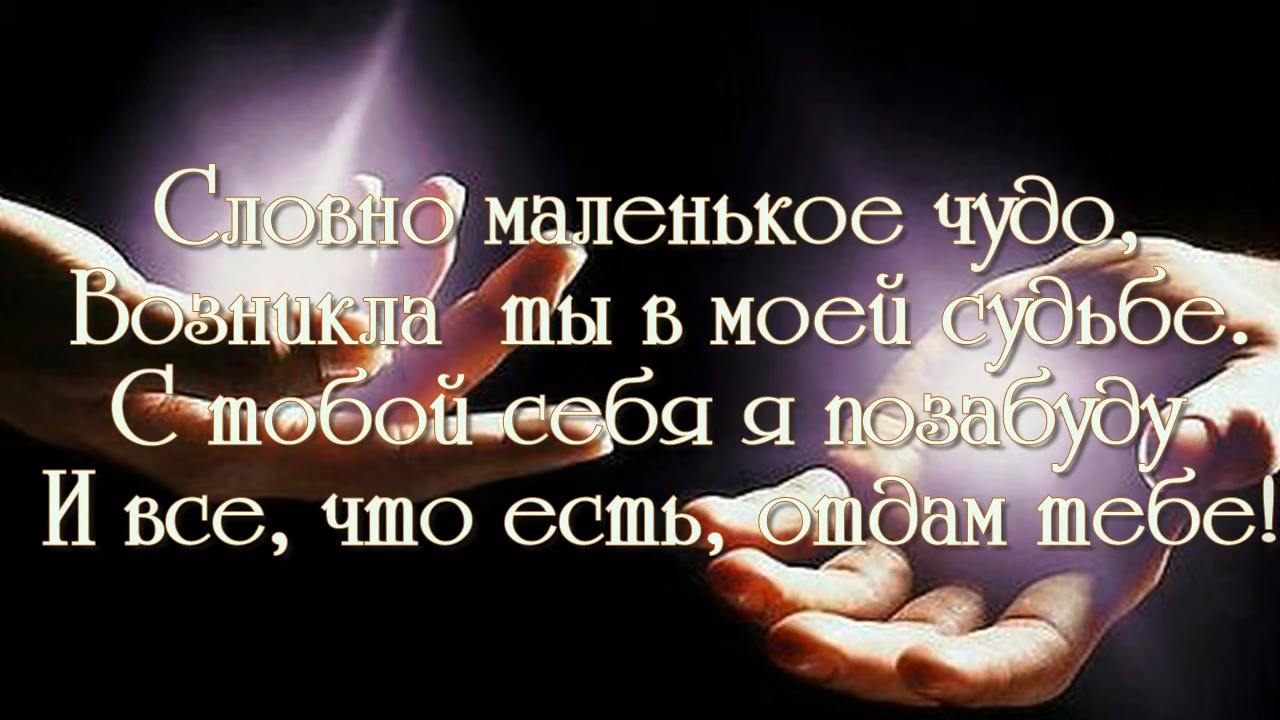 Словно маленькое чудо,
Возникла ты в моей судьбе.
С тобой себя я позабуду
И все, что есть, отдам тебе!